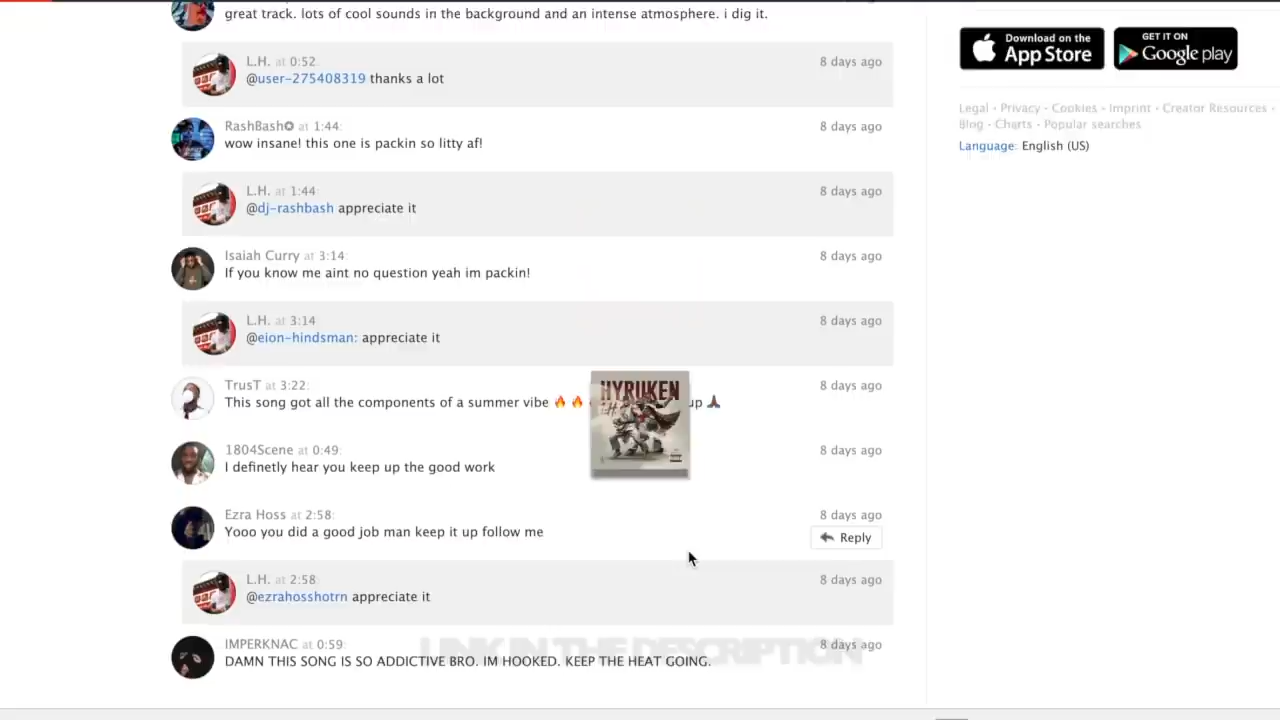 great track. lots of cool sounds in the background and an intense atmosphere. i dig it.
L.H. at 0:52: 8 days ago
@user-275408319 thanks a lot
RashBash✪ at 1:44: 8 days ago
wow insane! this one is packin so litty af!
L.H. at 1:44 8 days ago
@dj-rashbash appreciate it
Isaiah Curry at 3:14: 8 days ago
If you know me aint no question yeah im packin!
L.H. at 3:14 8 days ago
@eion-hindsman: appreciate it
TrusT at 3:22: 8 days ago
This song got all the components of a summer vibe 🔥 🔥 up 🙏🏾
HYRUKEN
1804Scene at 0:49: 8 days ago
I definetly hear you keep up the good work
Ezra Hoss at 2:58: 8 days ago
Yooo you did a good job man keep it up follow me
Reply
L.H. at 2:58 8 days ago
@ezrahosshotrn appreciate it
IMPERKNAC at 0:59: 8 days ago
LINK IN THE DESCRIPTION
DAMN THIS SONG IS SO ADDICTIVE BRO. IM HOOKED. KEEP THE HEAT GOING.
Download on the
App Store
GET IT ON
Google play
Legal - Privacy - Cookies - Imprint - Creator Resources -
Blog - Charts - Popular searches
Language: English (US)